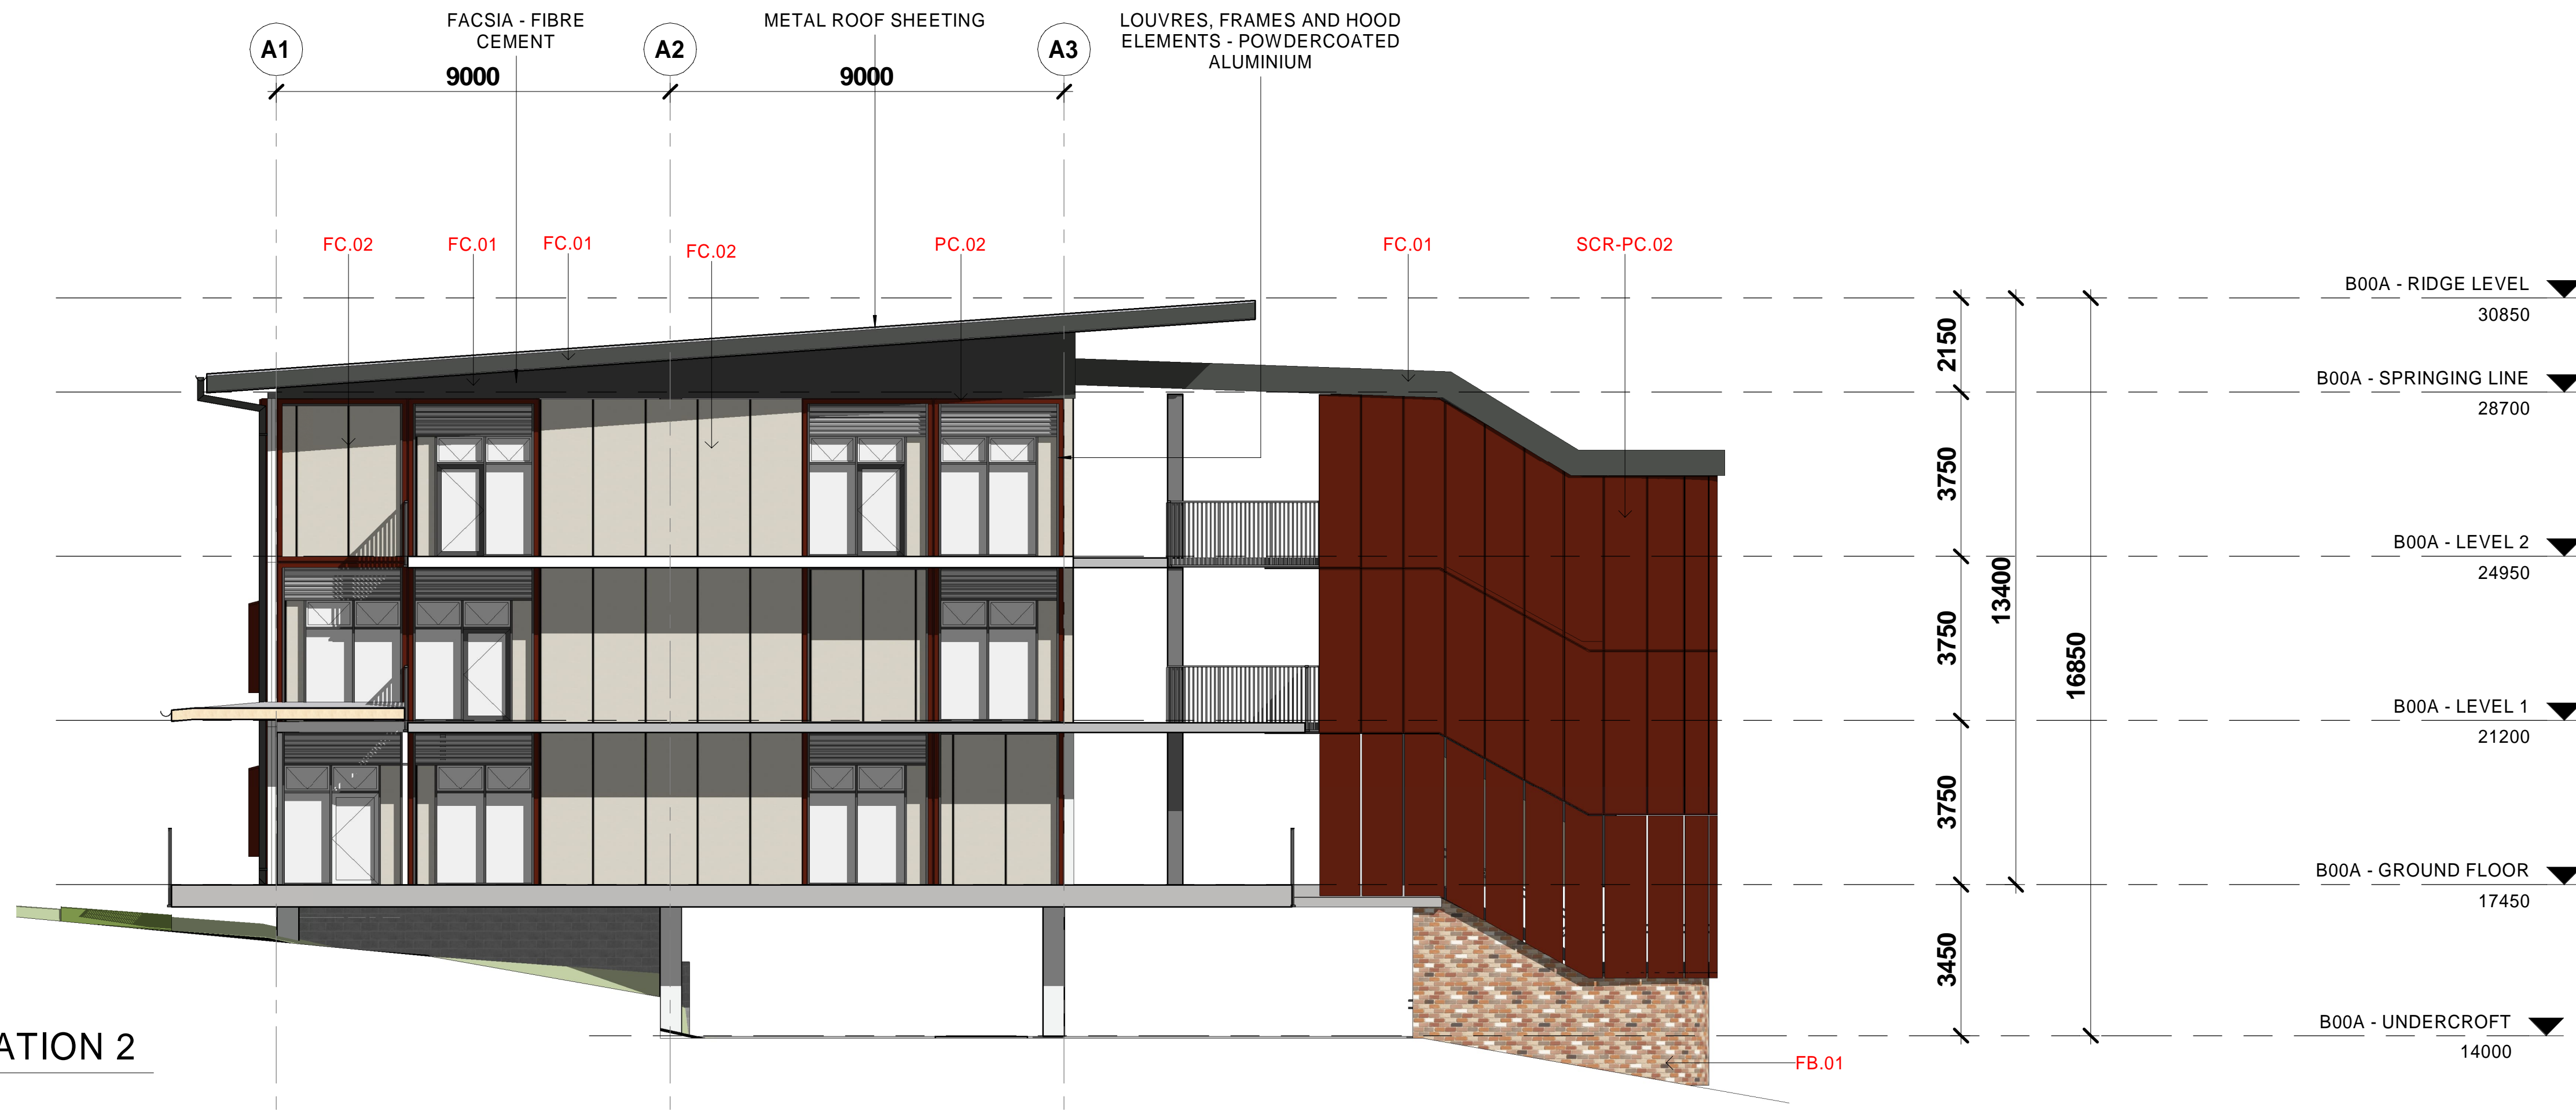 FACSIA - FIBRE
CEMENT
METAL ROOF SHEETING
LOUVRES, FRAMES AND HOOD
ELEMENTS - POWDERCOATED
ALUMINIUM
A1
A2
A3
9000
9000
FC.02
FC.01
FC.01
FC.02
PC.02
FC.01
SCR-PC.02
B00A - RIDGE LEVEL
30850
2150
B00A - SPRINGING LINE
28700
3750
B00A - LEVEL 2
24950
13400
3750
16850
B00A - LEVEL 1
21200
3750
B00A - GROUND FLOOR
17450
3450
B00A - UNDERCROFT
14000
ATION 2
FB.01